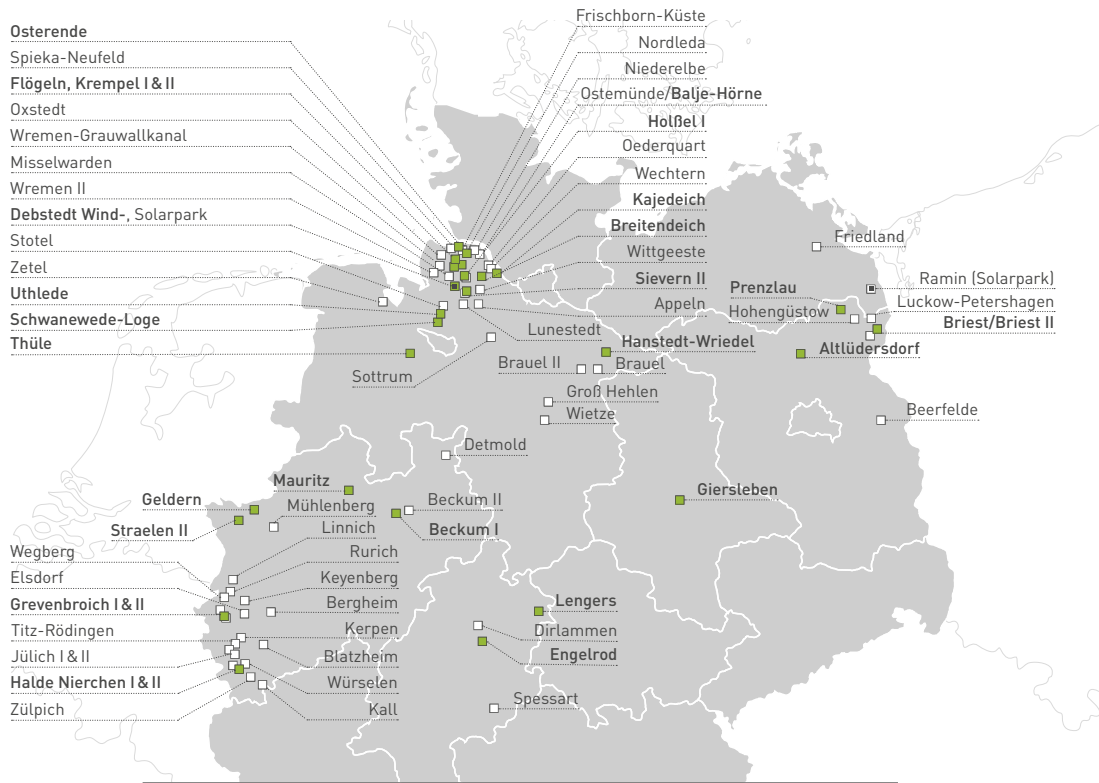 Osterende
Spieka-Neufeld
Flögeln, Krempel I & II
Oxstedt
Wremen-Grauwallkanal
Misselwarden
Wremen II
Debstedt Wind-, Solarpark
Stotel
Zetel
Uthlede
Schwanewede-Loge
Thüle
Frischborn-Küste
Nordleda
Niederelbe
Ostemünde/Balje-Hörne
Holßel I
Oederquart
Wechtern
Kajedeich
Breitendeich
Wittgeeste
Sievern II
Appeln
Lunestedt
Hanstedt-Wriedel
Sottrum
Brauel II
Brauel
Groß Hehlen
Wietze
Detmold
Friedland
Ramin (Solarpark)
Prenzlau
Luckow-Petershagen
Hohengüstow
Briest/Briest II
Altlüdersdorf
Beerfelde
Giersleben
Mauritz
Geldern
Mühlenberg
Beckum II
Straelen II
Beckum I
Linnich
Wegberg
Rurich
Elsdorf
Keyenberg
Grevenbroich I & II
Bergheim
Titz-Rödingen
Kerpen
Jülich I & II
Blatzheim
Halde Nierchen I & II
Würselen
Zülpich
Kall
Lengers
Dirlammen
Engelrod
Spessart